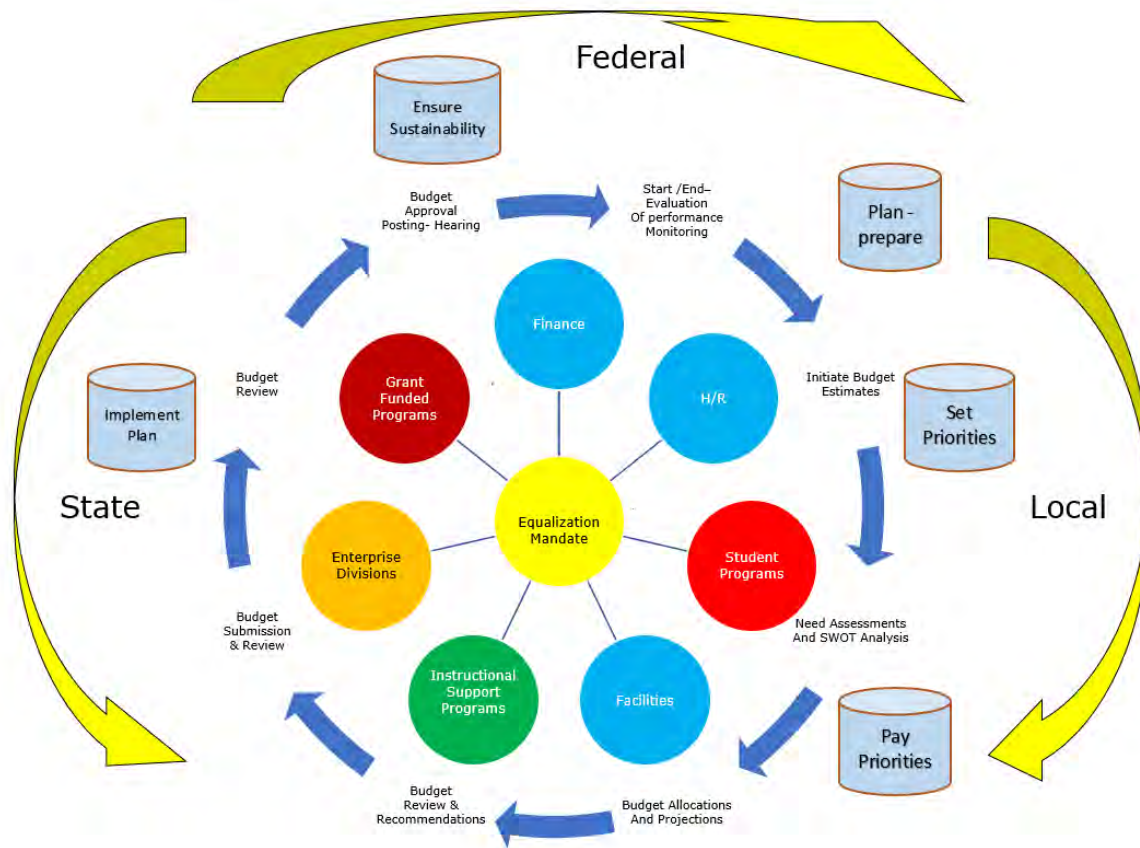 Federal
Ensure
Sustainability
Budget
Approval
Posting- Hearing
Start /End–
Evaluation
Of performance
Monitoring
Plan -
prepare
Finance
Grant
Funded
Programs
H/R
Budget
Review
Initiate Budget
Estimates
Implement
Plan
Set
Priorities
State
Local
Equalization
Mandate
Enterprise
Divisions
Student
Programs
Budget
Submission
& Review
Need Assessments
And SWOT Analysis
Instructional
Support
Programs
Facilities
Pay
Priorities
Budget
Review &
Recommendations
Budget Allocations
And Projections